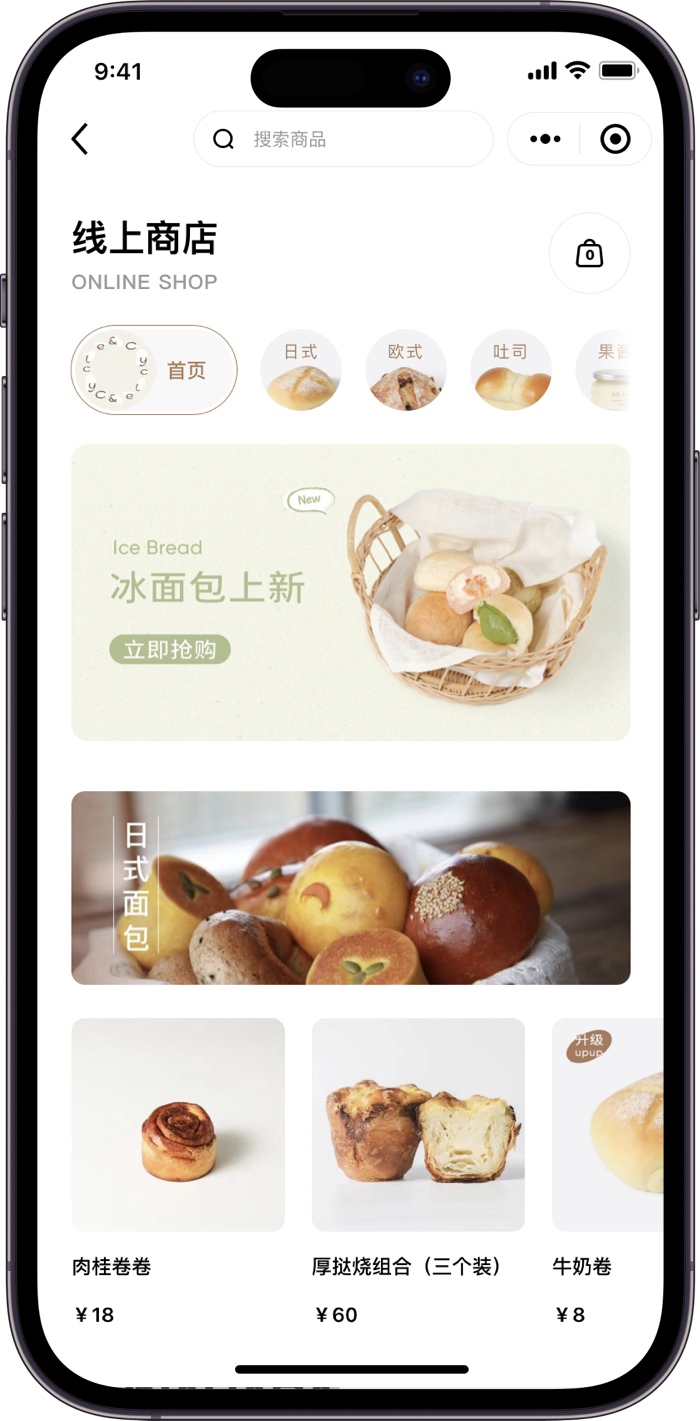 9:41
搜索商品
线上商店
0
ONLINE SHOP
首页
日式
欧式
吐司
果酱
New
Ice Bread
冰面包上新
立即抢购
日式面包
升级
upup
肉桂卷卷
厚挞烧组合（三个装）
牛奶卷
¥18
¥60
¥8